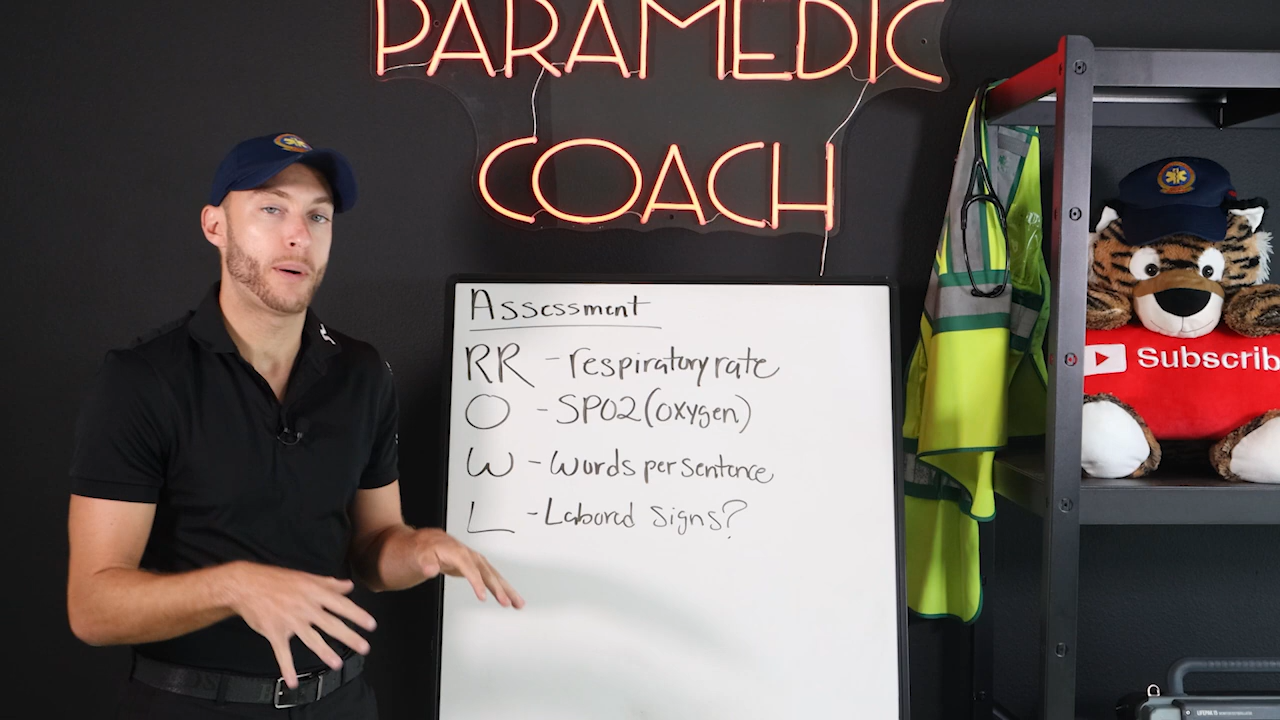 PARAMEDIC
COACH
Assessment
RR - respiratory rate
O - SPO2 (oxygen)
W - Words per sentence
L - Labored signs?
Subscrib